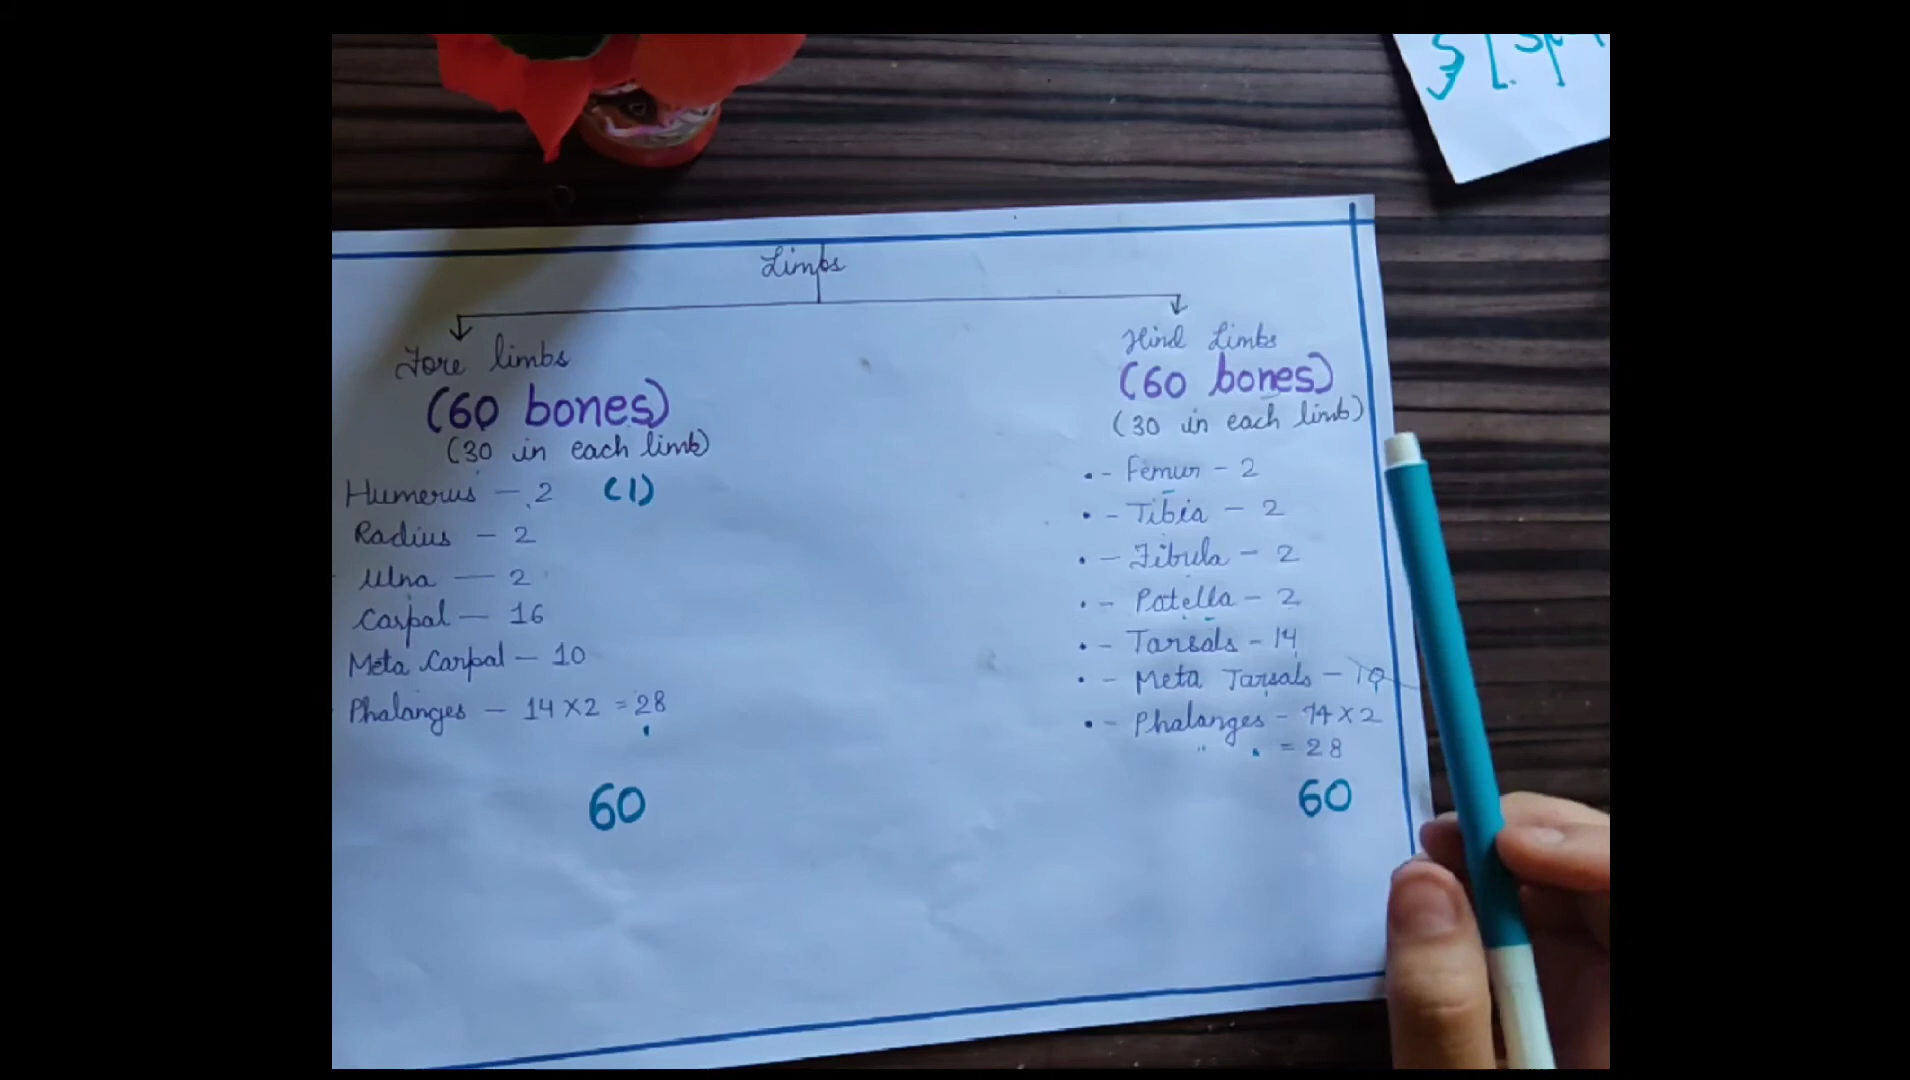 Limbs
Fore limbs
(60 bones)
(30 in each limb)
Humerus - 2 (1)
Radius - 2
Ulna - 2
Carpal - 16
Meta Carpal - 10
Phalanges - 14 x 2 = 28
60
Hind Limbs
(60 bones)
(30 in each limb)
• - Femur - 2
• - Tibia - 2
• - Fibula - 2
• - Patella - 2
• - Tarsals - 14
• - Meta Tarsals - 10
• - Phalanges - 14 x 2
= 28
60